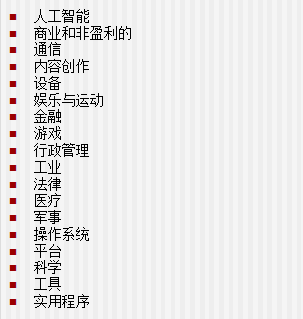 人工智能
商业和非盈利的
通信
内容创作
设备
娱乐与运动
金融
游戏
行政管理
工业
法律
医疗
军事
操作系统
平台
科学
工具
实用程序